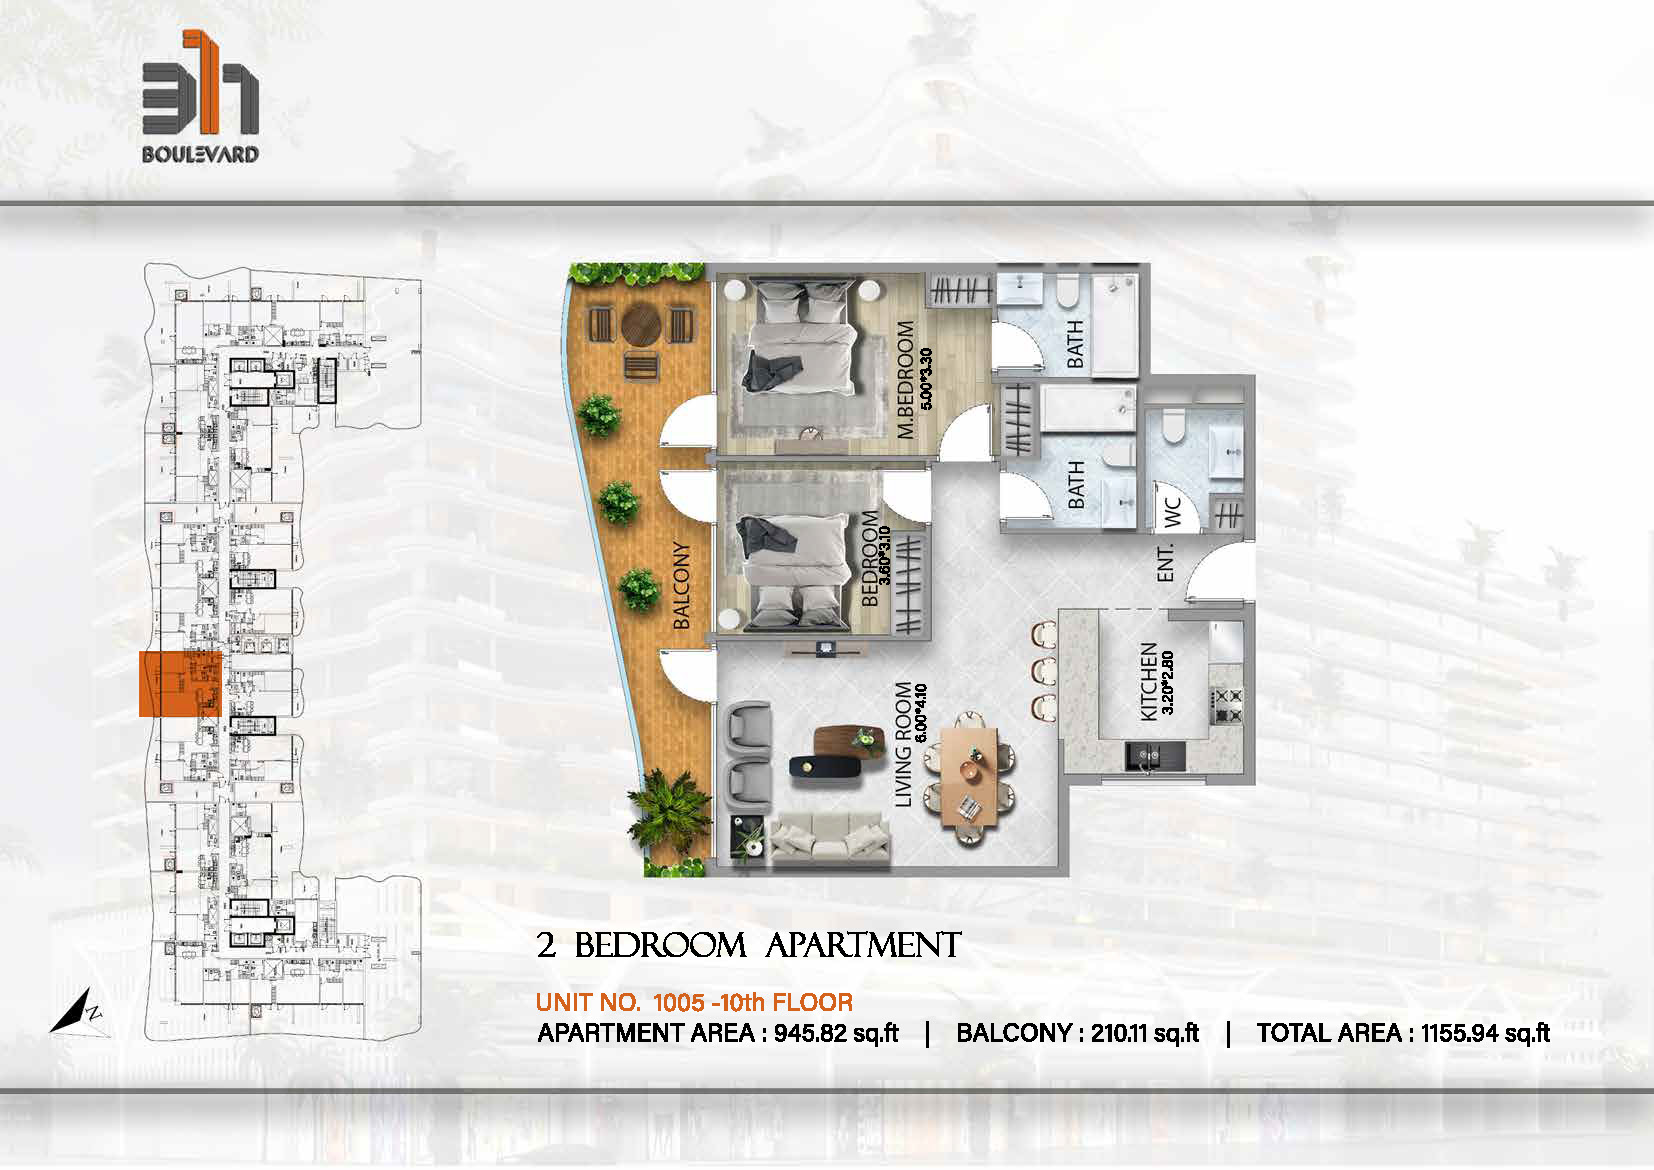 311
BOULEVARD
M.BEDROOM
5.00*3.30
BATH
BATH
WC
BEDROOM
3.60*3.10
BALCONY
ENT.
KITCHEN
3.20*2.80
LIVING ROOM
6.00*4.10
N
2 BEDROOM APARTMENT
UNIT NO. 1005 -10th FLOOR
APARTMENT AREA : 945.82 sq.ft | BALCONY : 210.11 sq.ft | TOTAL AREA : 1155.94 sq.ft